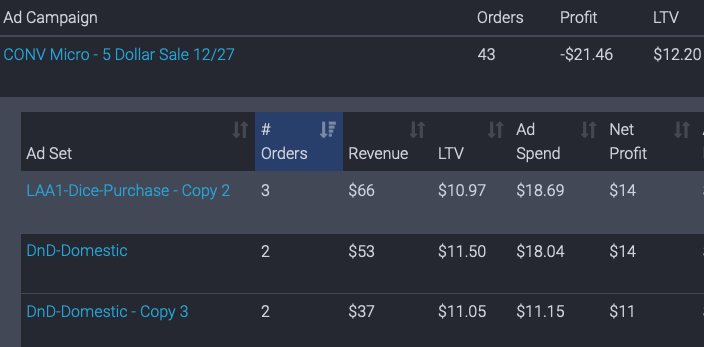 Ad Campaign Orders Profit LTV
CONV Micro - 5 Dollar Sale 12/27 43 -$21.46 $12.20
# Ad Net
Ad Set Orders Revenue LTV Spend Profit
LAA1-Dice-Purchase - Copy 2 3 $66 $10.97 $18.69 $14
DnD-Domestic 2 $53 $11.50 $18.04 $14
DnD-Domestic - Copy 3 2 $37 $11.05 $11.15 $11